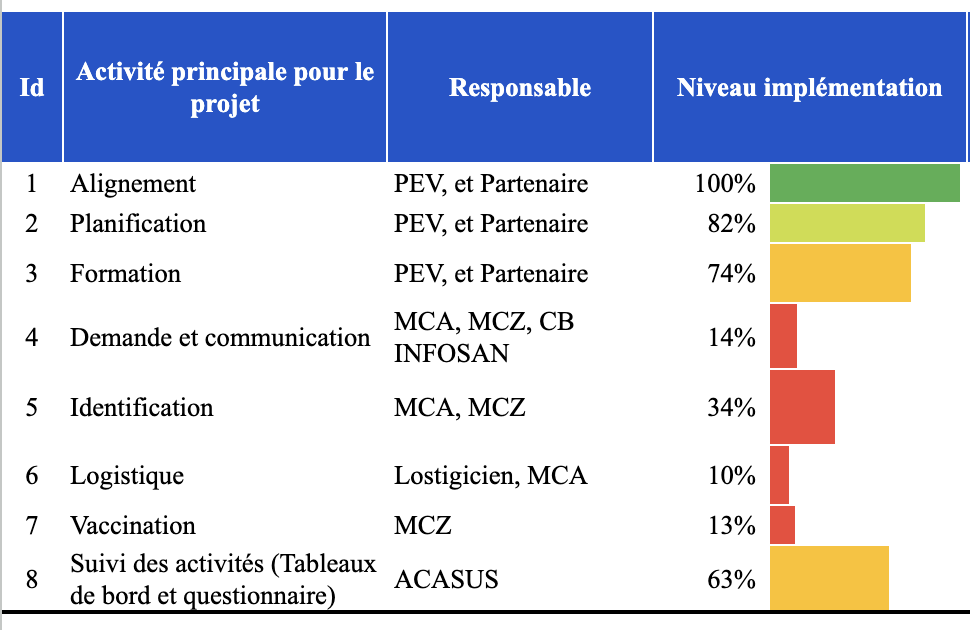 Id
Activité principale pour le
projet
Responsable
Niveau implémentation
1 Alignement PEV, et Partenaire 100%
2 Planification PEV, et Partenaire 82%
3 Formation PEV, et Partenaire 74%
4 Demande et communication MCA, MCZ, CB
INFOSAN 14%
5 Identification MCA, MCZ 34%
6 Logistique Lostigicien, MCA 10%
7 Vaccination MCZ 13%
8 Suivi des activités (Tableaux
de bord et questionnaire) ACASUS 63%